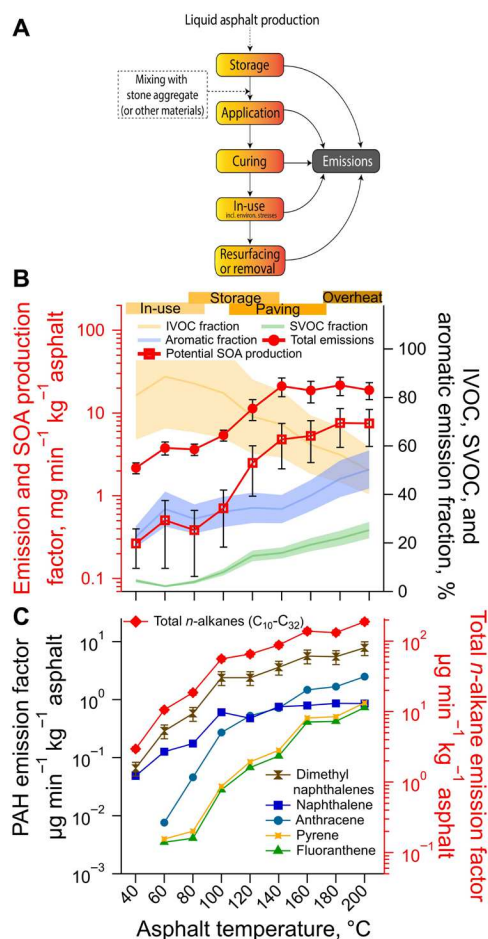 A
Liquid asphalt production
Storage
Mixing with
stone aggregate
(or other materials)
Application
Curing
Emissions
In-use
incl. environ. stresses
Resurfacing
or removal
B
Storage
Overheat
In-use
Paving
IVOC fraction
SVOC fraction
Aromatic fraction
Total emissions
Potential SOA production
Emission and SOA production
factor, mg min⁻¹ kg⁻¹ asphalt
100
10
1
0.1
100
80
60
40
20
0
IVOC, SVOC, and
aromatic emission fraction, %
C
Total n-alkanes (C₁₀-C₃₂)
PAH emission factor
µg min⁻¹ kg⁻¹ asphalt
10¹
10⁰
10⁻¹
10⁻²
10⁻³
10²
10¹
10⁰
10⁻¹
Total n-alkane emission factor
µg min⁻¹ kg⁻¹ asphalt
Dimethyl
naphthalenes
Naphthalene
Anthracene
Pyrene
Fluoranthene
40
60
80
100
120
140
160
180
200
Asphalt temperature, °C